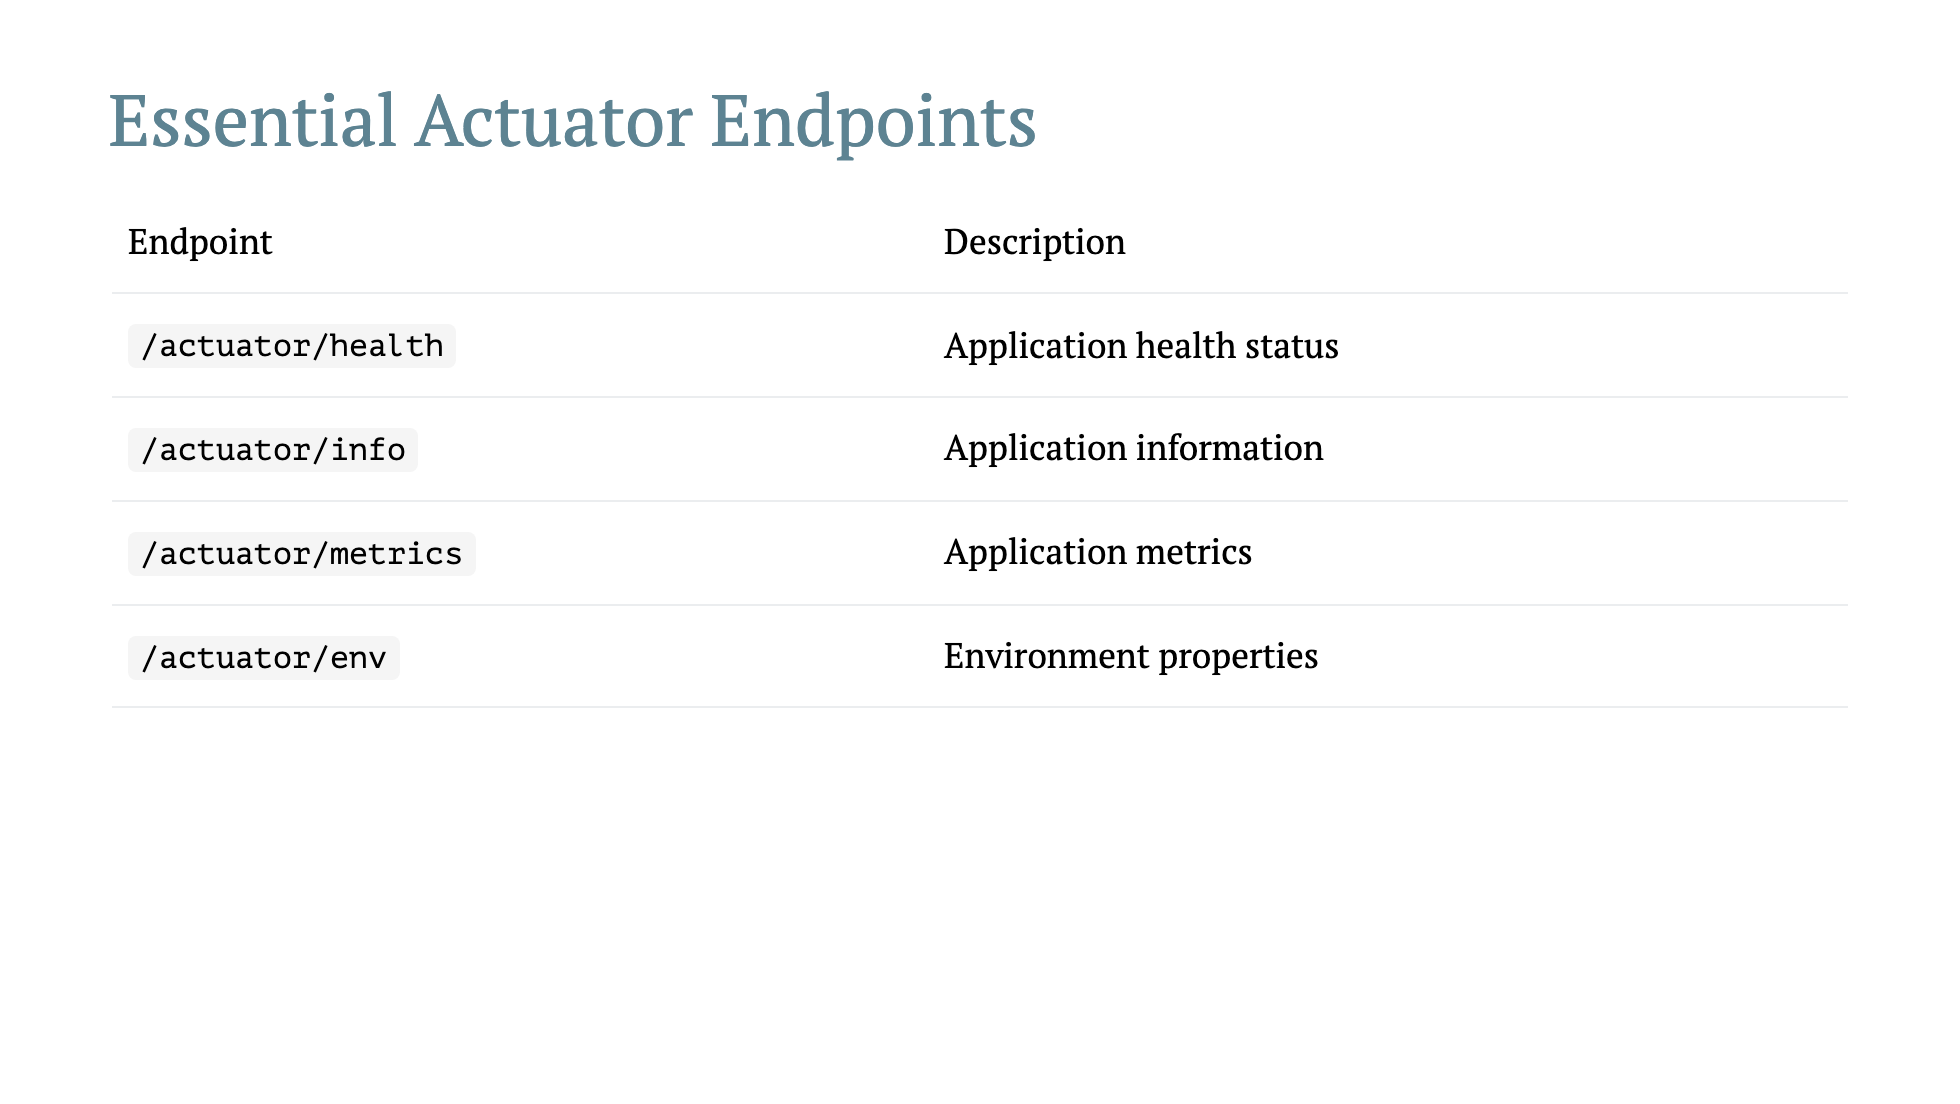 Essential Actuator Endpoints
Endpoint Description
/actuator/health Application health status
/actuator/info Application information
/actuator/metrics Application metrics
/actuator/env Environment properties